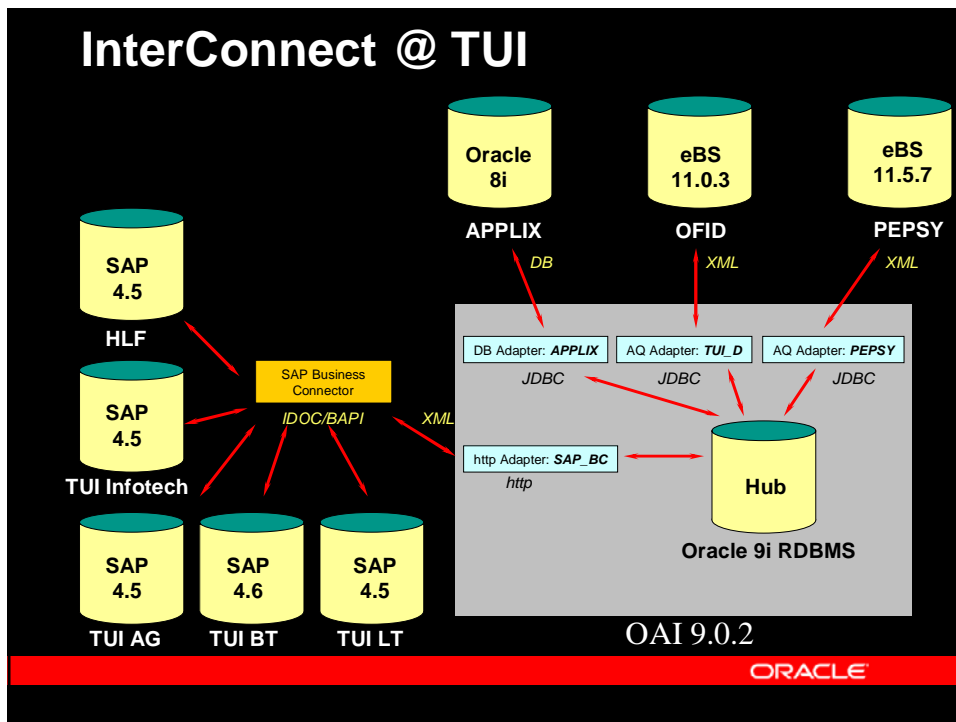 InterConnect @ TUI
Oracle
8i
APPLIX
eBS
11.0.3
OFID
eBS
11.5.7
PEPSY
DB
XML
XML
SAP
4.5
HLF
SAP
4.5
TUI Infotech
SAP Business
Connector
IDOC/BAPI
XML
DB Adapter: APPLIX
JDBC
AQ Adapter: TUI_D
JDBC
AQ Adapter: PEPSY
JDBC
http Adapter: SAP_BC
http
Hub
Oracle 9i RDBMS
SAP
4.5
TUI AG
SAP
4.6
TUI BT
SAP
4.5
TUI LT
OAI 9.0.2
ORACLE